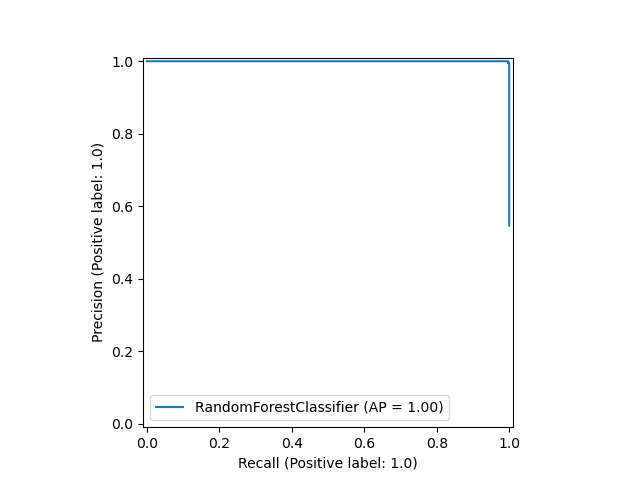 1.0
0.8
0.6
0.4
0.2
0.0
Precision (Positive label: 1.0)
RandomForestClassifier (AP = 1.00)
0.0 0.2 0.4 0.6 0.8 1.0
Recall (Positive label: 1.0)